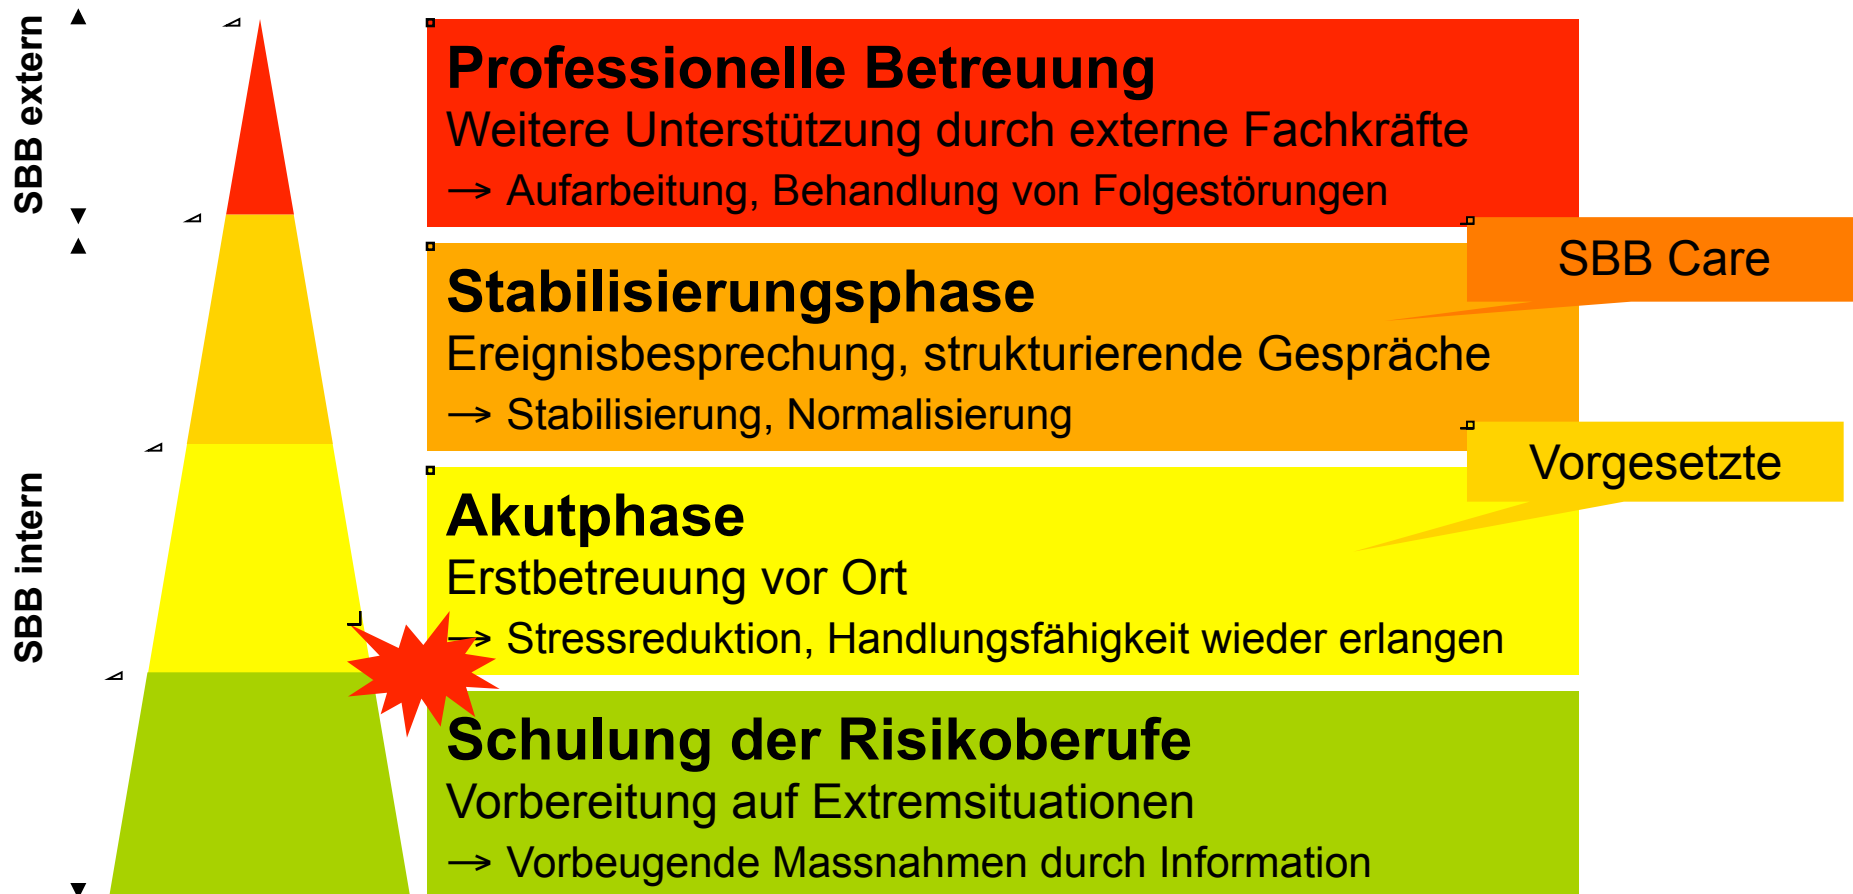 SBB extern
Professionelle Betreuung
Weitere Unterstützung durch externe Fachkräfte
→ Aufarbeitung, Behandlung von Folgestörungen
SBB Care
Stabilisierungsphase
Ereignisbesprechung, strukturierende Gespräche
→ Stabilisierung, Normalisierung
Vorgesetzte
SBB intern
Akutphase
Erstbetreuung vor Ort
→ Stressreduktion, Handlungsfähigkeit wieder erlangen
Schulung der Risikoberufe
Vorbereitung auf Extremsituationen
→ Vorbeugende Massnahmen durch Information